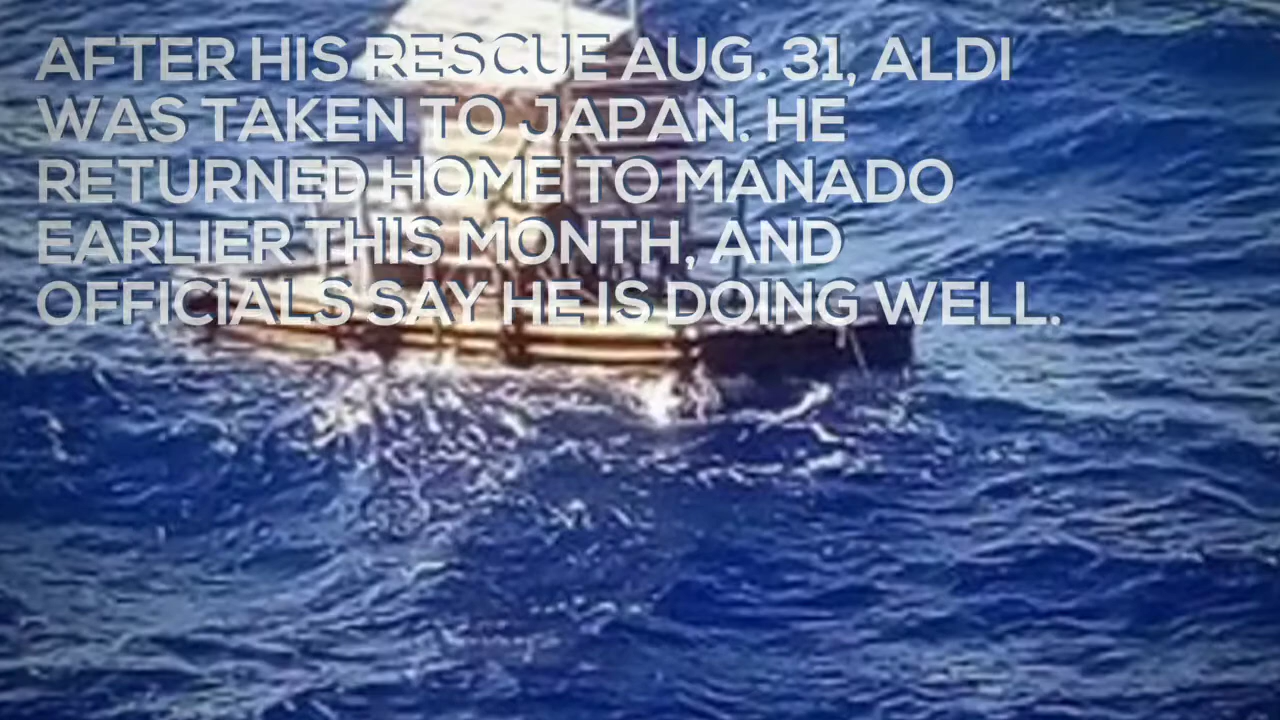 AFTER HIS RESCUE AUG. 31, ALDI
WAS TAKEN TO JAPAN. HE
RETURNED HOME TO MANADO
EARLIER THIS MONTH, AND
OFFICIALS SAY HE IS DOING WELL.